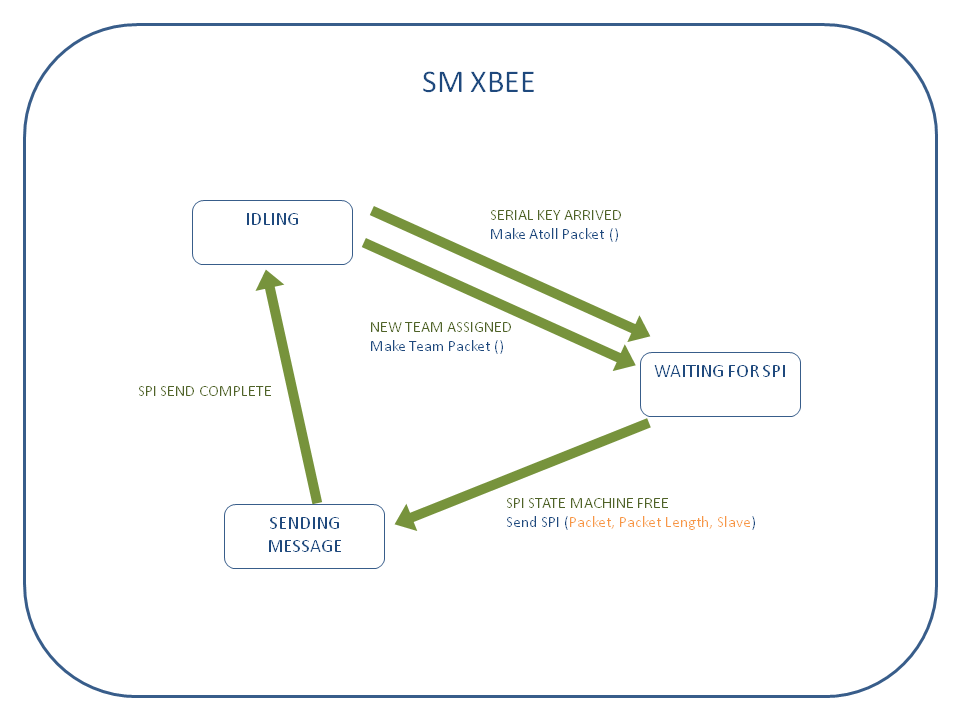 SM XBEE
IDLING
SERIAL KEY ARRIVED
Make Atoll Packet ()
NEW TEAM ASSIGNED
Make Team Packet ()
WAITING FOR SPI
SPI SEND COMPLETE
SPI STATE MACHINE FREE
Send SPI (Packet, Packet Length, Slave)
SENDING
MESSAGE